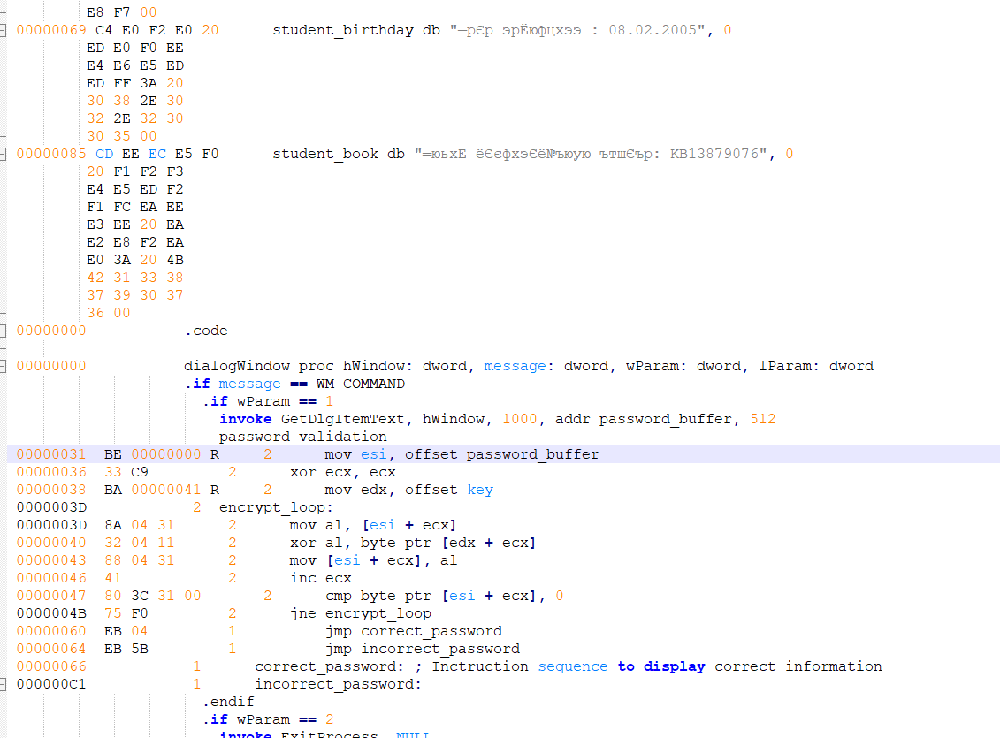 E8 F7 00
00000069 C4 E0 F2 E0 20 student_birthday db "─рЄр эрЁюфцхээ : 08.02.2005", 0
ED E0 F0 EE
E4 E6 E5 ED
ED FF 3A 20
30 38 2E 30
32 2E 32 30
30 35 00
00000085 CD EE EC E5 F0 student_book db "═юьхЁ ёЄєфхэЄё№ъюую ътшЄър: KB13879076", 0
20 F1 F2 F3
E4 E5 ED F2
F1 FC EA EE
E3 EE 20 EA
E2 E8 F2 EA
E0 3A 20 4B
42 31 33 38
37 39 30 37
36 00
00000000 .code
00000000 dialogWindow proc hWindow: dword, message: dword, wParam: dword, lParam: dword
.if message == WM_COMMAND
.if wParam == 1
invoke GetDlgItemText, hWindow, 1000, addr password_buffer, 512
password_validation
00000031 BE 00000000 R 2 mov esi, offset password_buffer
00000036 33 C9 2 xor ecx, ecx
00000038 BA 00000041 R 2 mov edx, offset key
0000003D 2 encrypt_loop:
0000003D 8A 04 31 2 mov al, [esi + ecx]
00000040 32 04 11 2 xor al, byte ptr [edx + ecx]
00000043 88 04 31 2 mov [esi + ecx], al
00000046 41 2 inc ecx
00000047 80 3C 31 00 2 cmp byte ptr [esi + ecx], 0
0000004B 75 F0 2 jne encrypt_loop
00000060 EB 04 1 jmp correct_password
00000064 EB 5B 1 jmp incorrect_password
00000066 1 correct_password: ; Inctruction sequence to display correct information
000000C1 1 incorrect_password:
.endif
.if wParam == 2
invoke ExitProcess, NULL